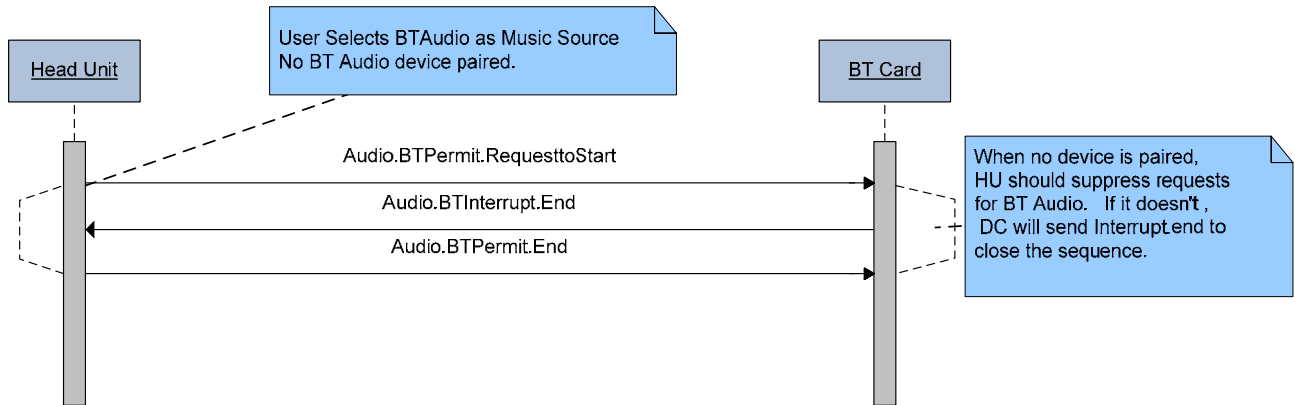 User Selects BTAudio as Music Source
No BT Audio device paired.
Head Unit
BT Card
Audio.BTPermit.RequesttoStart
Audio.BTInterrupt.End
Audio.BTPermit.End
When no device is paired,
HU should suppress requests
for BT Audio. If it doesn't ,
DC will send Interrupt.end to
close the sequence.